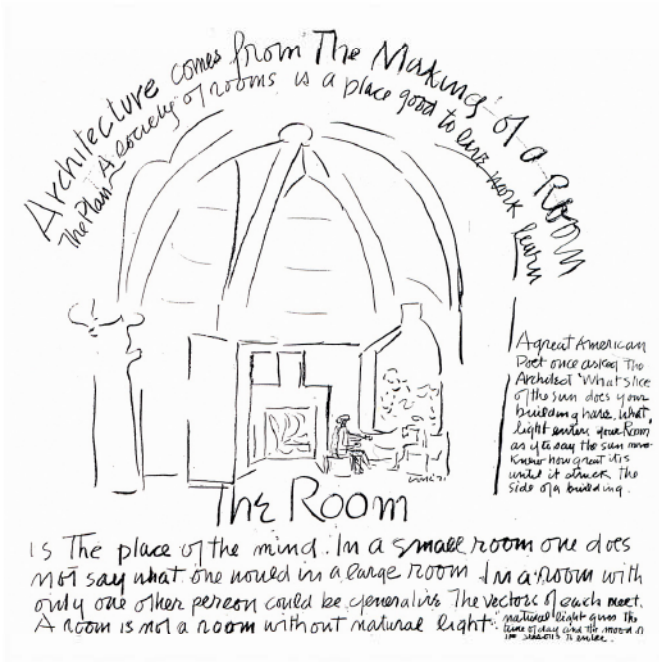 Architecture comes from The Making of a Room
The Plan A society of rooms is a place good to live work learn
A great American
Poet once asked The
Architect "What slice
of the sun does your
building have. What
light enters your Room"
as if to say the sun never
knew how great it is
until it struck the
side of a building.
The Room
is The place of the mind. In a small room one does
not say what one would in a large room In a room with
only one other person could be generative The vectors of each meet.
A room is not a room without natural light. natural light gives The
time of day and the mood of
the seasons to enter.